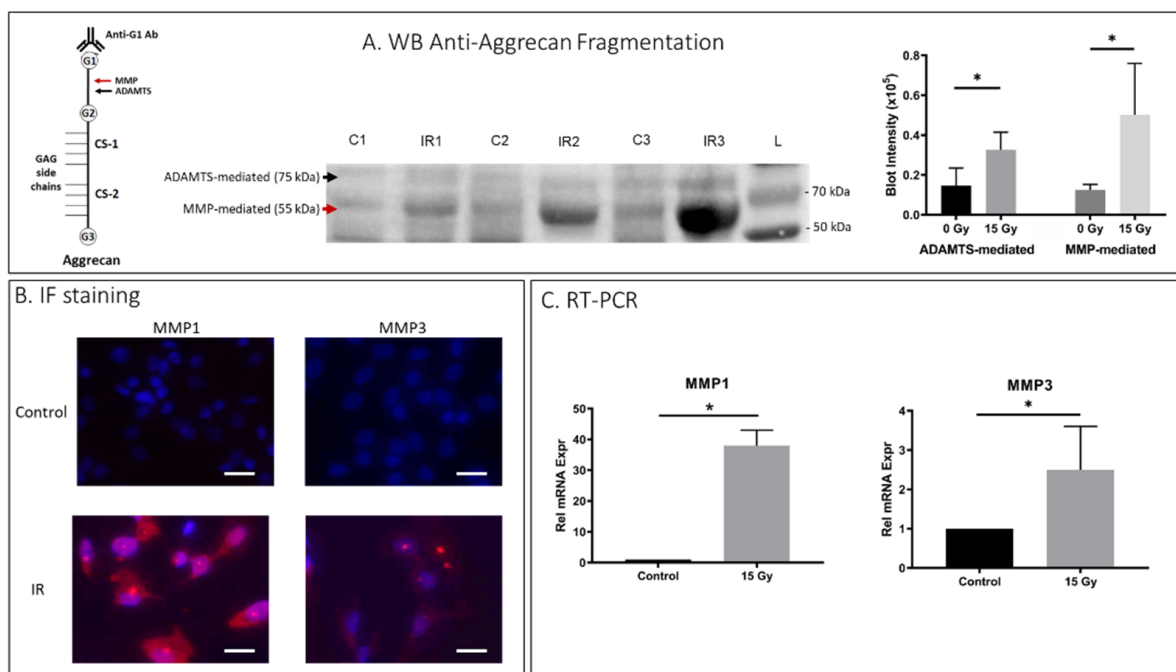 A. WB Anti-Aggrecan Fragmentation
Anti-G1 Ab
G1
MMP
ADAMTS
G2
CS-1
GAG
side
chains
CS-2
G3
Aggrecan
C1 IR1 C2 IR2 C3 IR3 L
ADAMTS-mediated (75 kDa)
MMP-mediated (55 kDa)
- 70 kDa
- 50 kDa
Blot Intensity (x10⁵)
0.8
0.6
0.4
0.2
0.0
* *
0 Gy 15 Gy 0 Gy 15 Gy
ADAMTS-mediated MMP-mediated
B. IF staining
MMP1 MMP3
Control
IR
C. RT-PCR
MMP1
*
Rel mRNA Expr
50
40
30
20
10
0
Control 15 Gy
MMP3
*
Rel mRNA Expr
4
3
2
1
0
Control 15 Gy